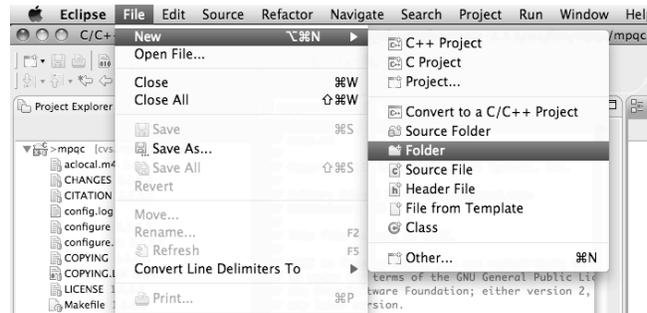 Eclipse File Edit Source Refactor Navigate Search Project Run Window Hel
C/C+
/mpqc
New ⌥⌘N
Open File...
Close ⌘W
Close All ⇧⌘W
Save ⌘S
Save As...
Save All ⇧⌘S
Revert
Move...
Rename... F2
Refresh F5
Convert Line Delimiters To
Print... ⌘P
C++ Project
C Project
Project...
Convert to a C/C++ Project
Source Folder
Folder
Source File
Header File
File from Template
Class
Other... ⌘N
Project Explorer
>mpqc [cvs.
aclocal.m4
CHANGES
CITATION
config.log
configure
configure.
COPYING
COPYING.L
LICENSE 1
Makefile
terms of the GNU General Public Lic
tware Foundation; either version 2,
rsion.